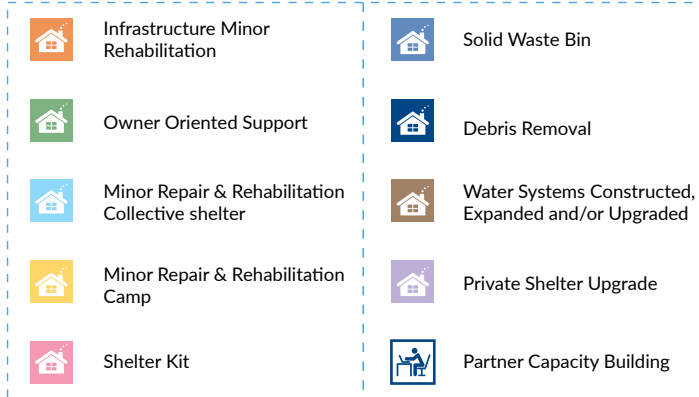 Infrastructure Minor
Rehabilitation
Owner Oriented Support
Minor Repair & Rehabilitation
Collective shelter
Minor Repair & Rehabilitation
Camp
Shelter Kit
Solid Waste Bin
Debris Removal
Water Systems Constructed,
Expanded and/or Upgraded
Private Shelter Upgrade
Partner Capacity Building